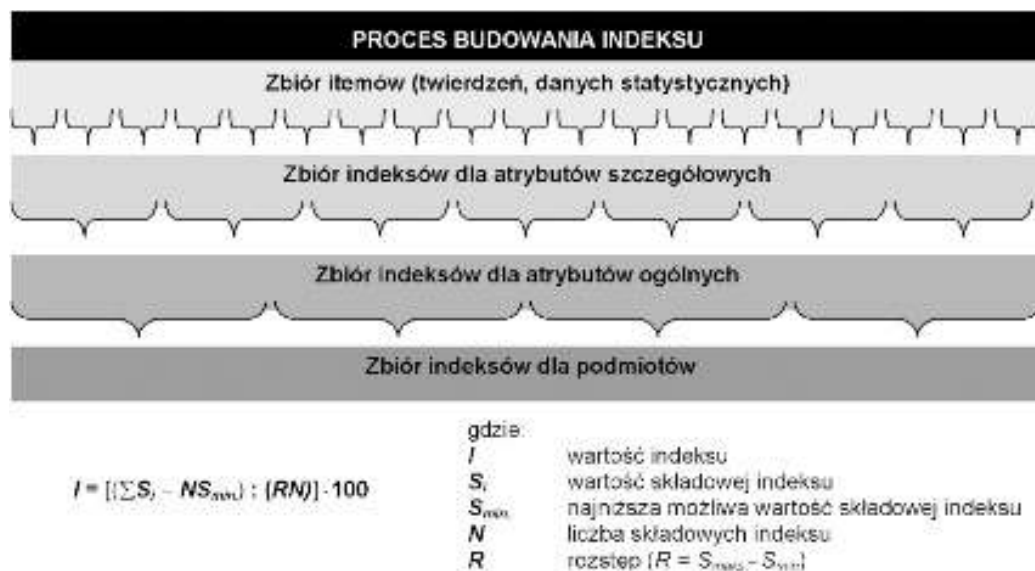 PROCES BUDOWANIA INDEKSU
Zbiór itemów (twierdzeń, danych statystycznych)
Zbiór indeksów dla atrybutów szczegółowych
Zbiór indeksów dla atrybutów ogólnych
Zbiór indeksów dla podmiotów
I = [(∑Si – NSmin.) : (RN)] · 100
gdzie:
I wartość indeksu
Si wartość składowej indeksu
Smin. najniższa możliwa wartość składowej indeksu
N liczba składowych indeksu
R rozstęp (R = Smaks. – Smin)